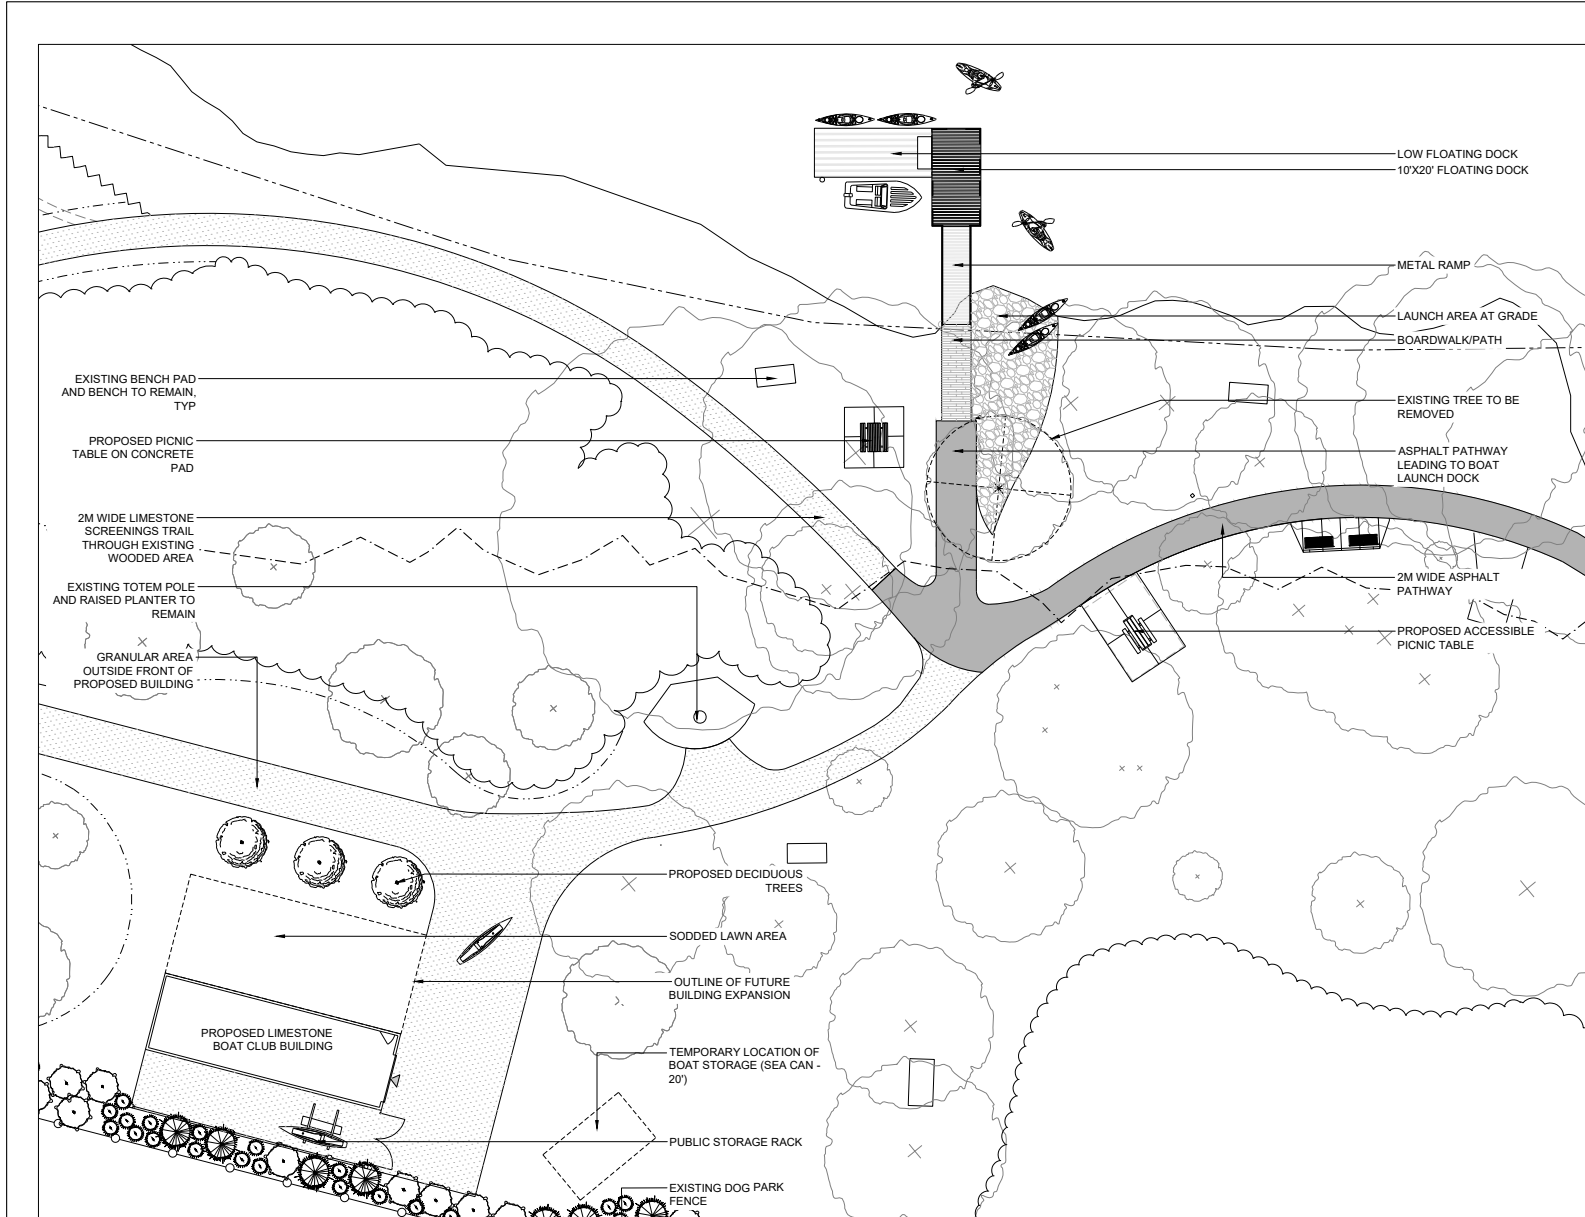 LOW FLOATING DOCK
10'X20' FLOATING DOCK
METAL RAMP
LAUNCH AREA AT GRADE
BOARDWALK/PATH
EXISTING TREE TO BE
REMOVED
ASPHALT PATHWAY
LEADING TO BOAT
LAUNCH DOCK
2M WIDE ASPHALT
PATHWAY
PROPOSED ACCESSIBLE
PICNIC TABLE
EXISTING BENCH PAD
AND BENCH TO REMAIN,
TYP
PROPOSED PICNIC
TABLE ON CONCRETE
PAD
2M WIDE LIMESTONE
SCREENINGS TRAIL
THROUGH EXISTING
WOODED AREA
EXISTING TOTEM POLE
AND RAISED PLANTER TO
REMAIN
GRANULAR AREA
OUTSIDE FRONT OF
PROPOSED BUILDING
PROPOSED DECIDUOUS
TREES
SODDED LAWN AREA
OUTLINE OF FUTURE
BUILDING EXPANSION
PROPOSED LIMESTONE
BOAT CLUB BUILDING
TEMPORARY LOCATION OF
BOAT STORAGE (SEA CAN -
20')
PUBLIC STORAGE RACK
EXISTING DOG PARK
FENCE